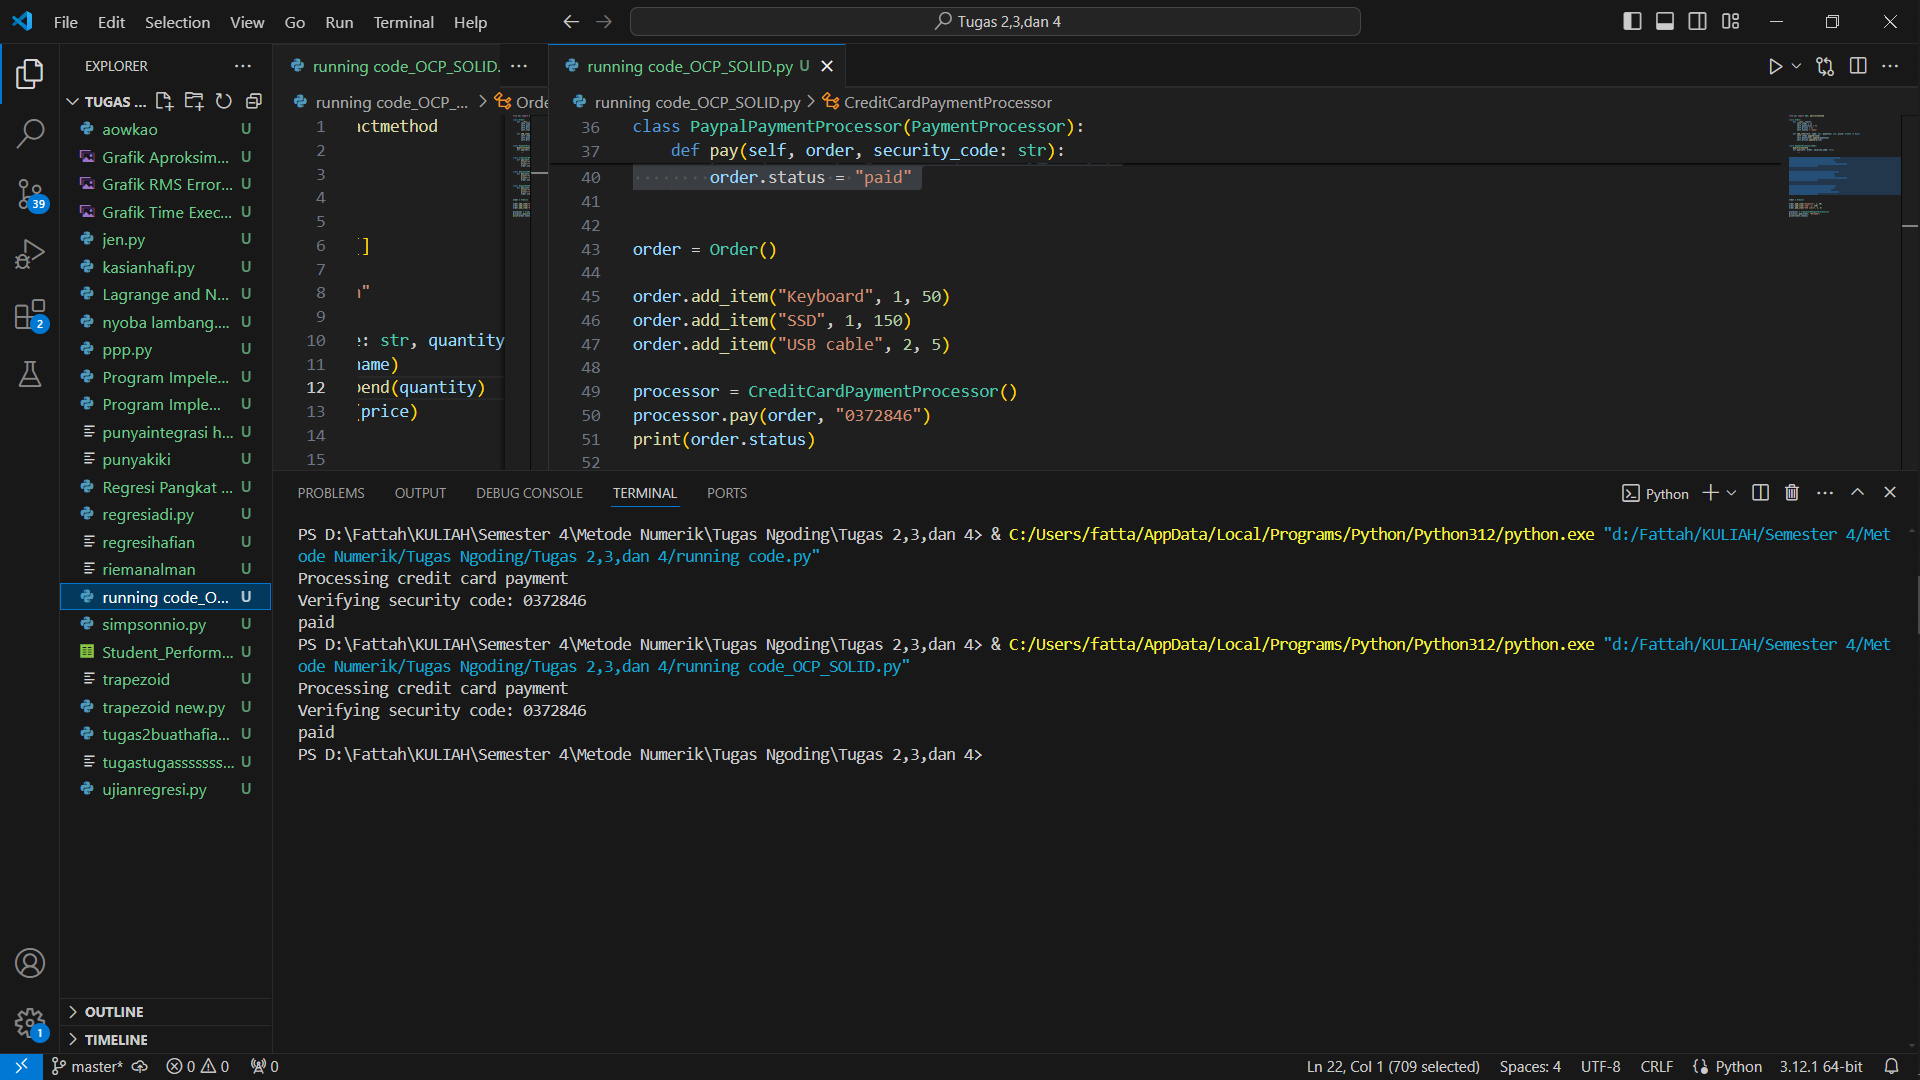 File Edit Selection View Go Run Terminal Help
Tugas 2,3,dan 4
EXPLORER
TUGAS ...
aowkao U
Grafik Aproksim... U
Grafik RMS Error... U
Grafik Time Exec... U
jen.py U
kasianhafi.py U
Lagrange and N... U
nyoba lambang.... U
ppp.py U
Program Impele... U
Program Imple... U
punyaintegrasi h... U
punyakiki U
Regresi Pangkat ... U
regresiadi.py U
regresihafian U
riemanalman U
running code_O... U
simpsonnio.py U
Student_Perform... U
trapezoid U
trapezoid new.py U
tugas2buathafia... U
tugastugasssssss... U
ujianregresi.py U
OUTLINE
TIMELINE
39
2
1
running code_OCP_SOLID.
running code_OCP_... > Orde
1 actmethod
2
3
4
5
6 []
7
8 "
9
10 : str, quantity
11 name)
12 pend(quantity)
13 (price)
14
15
running code_OCP_SOLID.py U
running code_OCP_SOLID.py > CreditCardPaymentProcessor
36 class PaypalPaymentProcessor(PaymentProcessor):
37 def pay(self, order, security_code: str):
40 order.status = "paid"
41
42
43 order = Order()
44
45 order.add_item("Keyboard", 1, 50)
46 order.add_item("SSD", 1, 150)
47 order.add_item("USB cable", 2, 5)
48
49 processor = CreditCardPaymentProcessor()
50 processor.pay(order, "0372846")
51 print(order.status)
52
PROBLEMS OUTPUT DEBUG CONSOLE TERMINAL PORTS
Python
PS D:\Fattah\KULIAH\Semester 4\Metode Numerik\Tugas Ngoding\Tugas 2,3,dan 4> & C:/Users/fatta/AppData/Local/Programs/Python/Python312/python.exe "d:/Fattah/KULIAH/Semester 4/Met
ode Numerik/Tugas Ngoding/Tugas 2,3,dan 4/running code.py"
Processing credit card payment
Verifying security code: 0372846
paid
PS D:\Fattah\KULIAH\Semester 4\Metode Numerik\Tugas Ngoding\Tugas 2,3,dan 4> & C:/Users/fatta/AppData/Local/Programs/Python/Python312/python.exe "d:/Fattah/KULIAH/Semester 4/Met
ode Numerik/Tugas Ngoding/Tugas 2,3,dan 4/running code_OCP_SOLID.py"
Processing credit card payment
Verifying security code: 0372846
paid
PS D:\Fattah\KULIAH\Semester 4\Metode Numerik\Tugas Ngoding\Tugas 2,3,dan 4>
master* 0 0 0
Ln 22, Col 1 (709 selected) Spaces: 4 UTF-8 CRLF Python 3.12.1 64-bit